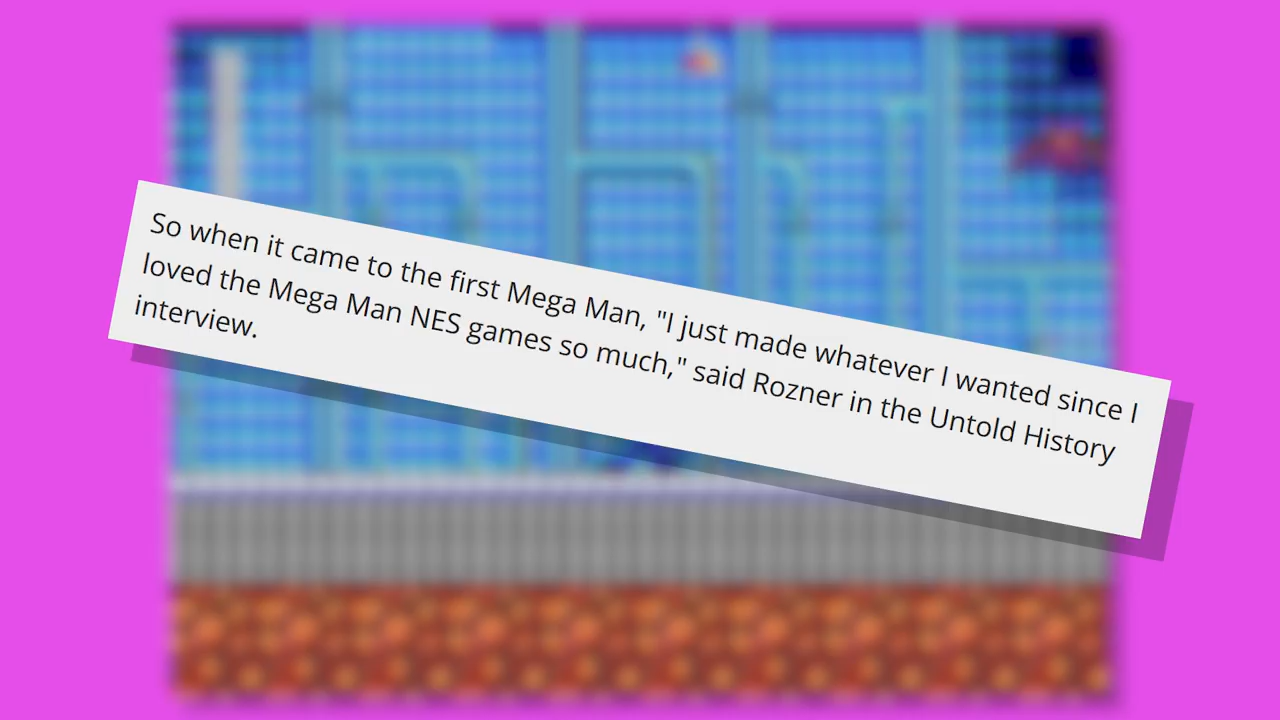 So when it came to the first Mega Man, "I just made whatever I wanted since I
loved the Mega Man NES games so much," said Rozner in the Untold History
interview.